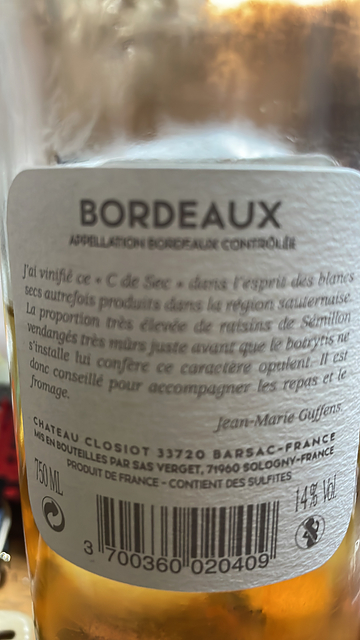 BORDEAUX
APPELLATION BORDEAUX CONTRÔLÉE
J'ai vinifié ce « C de Sec » dans l'esprit des blancs
secs autrefois produits dans la région sauternaise.
La proportion très élevée de raisins de Sémillon
vendangés très mûrs juste avant que le botrytis ne
s'installe lui confère ce caractère opulent. Il est
donc conseillé pour accompagner les repas et le
fromage.
Jean-Marie Guffens.
CHATEAU CLOSIOT 33720 BARSAC-FRANCE
MIS EN BOUTEILLES PAR SAS VERGET, 71960 SOLOGNY-FRANCE
PRODUIT DE FRANCE - CONTIENT DES SULFITES
750 ML
14% Vol.
3 700360 020409